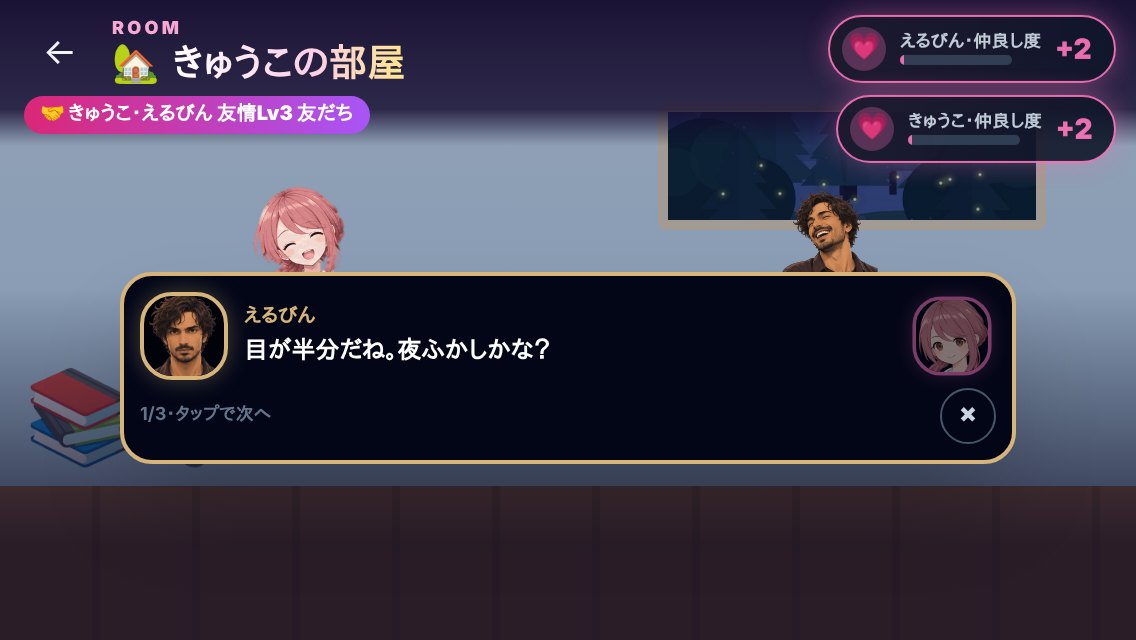 ROOM
🏡 きゅうこの部屋
🤝 きゅうこ・えるびん 友情Lv3 友だち
えるびん・仲良し度 +2
きゅうこ・仲良し度 +2
えるびん
目が半分だね。夜ふかしかな？
1/3・タップで次へ
✖